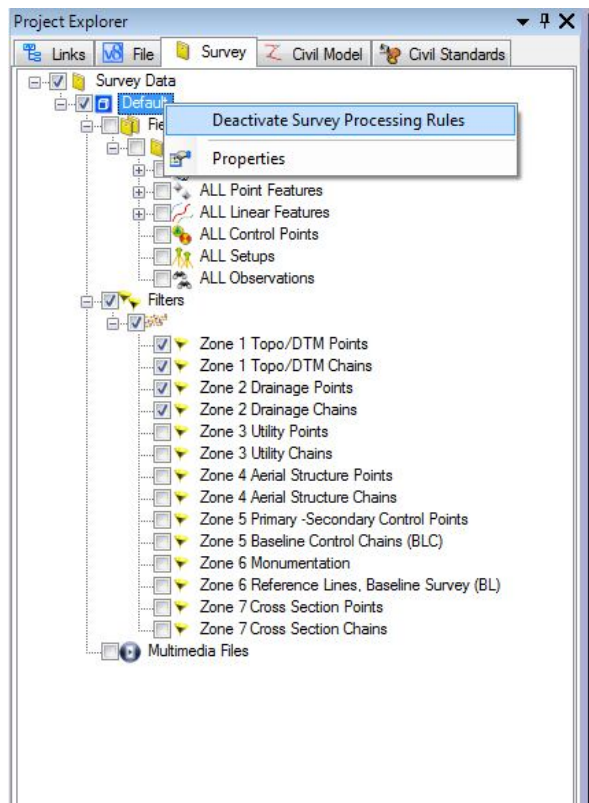 Project Explorer
Links File Survey Civil Model Civil Standards
Survey Data
Default
Deactivate Survey Processing Rules
Fie
Properties
ALL Point Features
ALL Linear Features
ALL Control Points
ALL Setups
ALL Observations
Filters
Zone 1 Topo/DTM Points
Zone 1 Topo/DTM Chains
Zone 2 Drainage Points
Zone 2 Drainage Chains
Zone 3 Utility Points
Zone 3 Utility Chains
Zone 4 Aerial Structure Points
Zone 4 Aerial Structure Chains
Zone 5 Primary -Secondary Control Points
Zone 5 Baseline Control Chains (BLC)
Zone 6 Monumentation
Zone 6 Reference Lines, Baseline Survey (BL)
Zone 7 Cross Section Points
Zone 7 Cross Section Chains
Multimedia Files